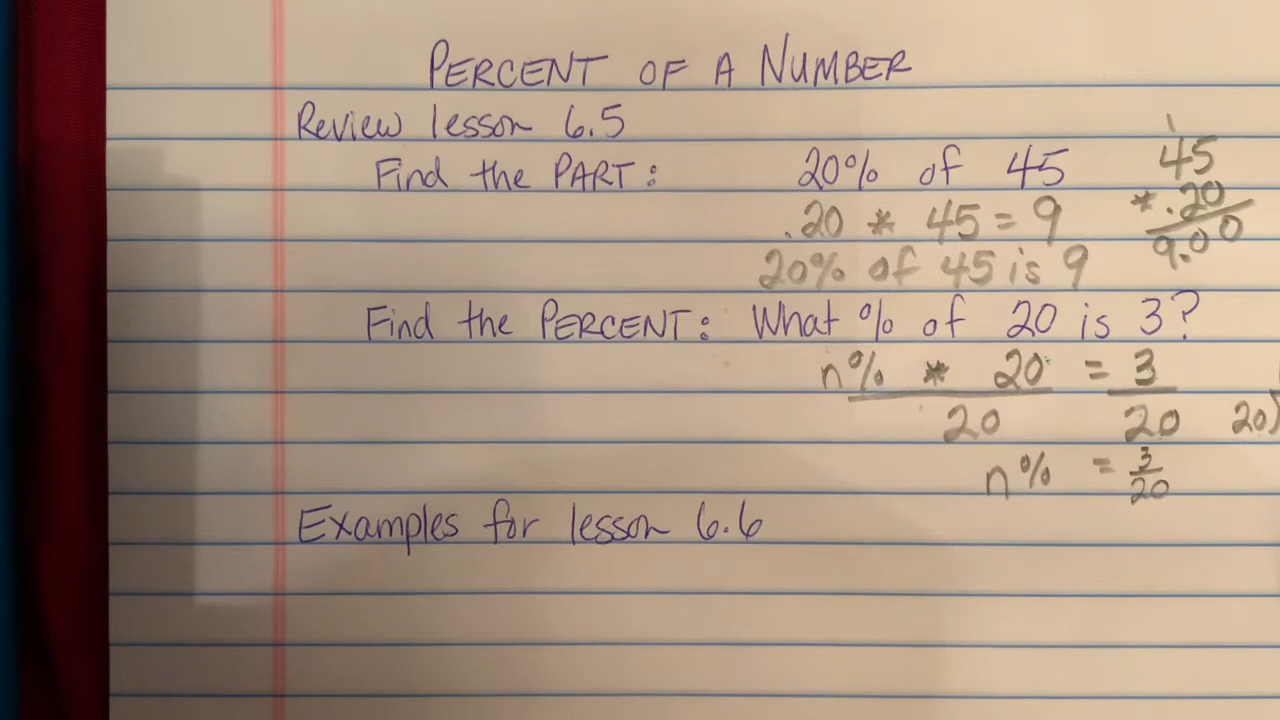 PERCENT OF A NUMBER
Review lesson 6.5
Find the PART: 20% of 45
.20 * 45 = 9
20% of 45 is 9
1
45
* .20
9.00
Find the PERCENT: What % of 20 is 3?
n% * 20 = 3
20 20 20)
n% = 3/20
Examples for lesson 6.6